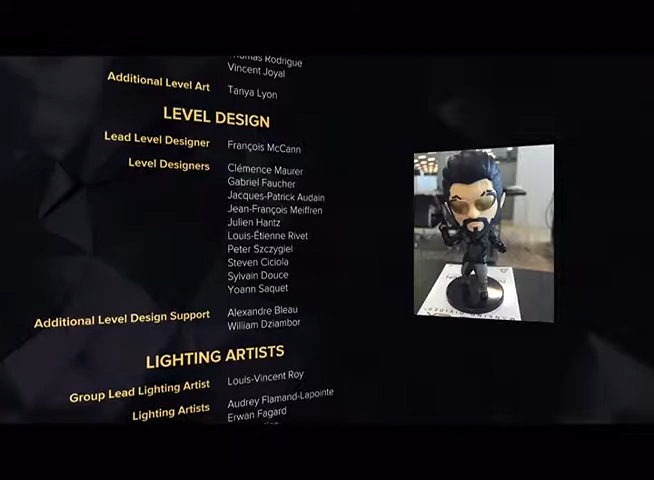 Thomas Rodrigue
Vincent Joyal
Additional Level Art Tanya Lyon
LEVEL DESIGN
Lead Level Designer François McCann
Level Designers Clémence Maurer
Gabriel Faucher
Jacques-Patrick Audain
Jean-François Meiffren
Julien Hantz
Louis-Étienne Rivet
Peter Szczygiel
Steven Ciciola
Sylvain Douce
Yoann Saquet
Additional Level Design Support Alexandre Bleau
William Dziambor
LIGHTING ARTISTS
Group Lead Lighting Artist Louis-Vincent Roy
Lighting Artists Audrey Flamand-Lapointe
Erwan Fagard